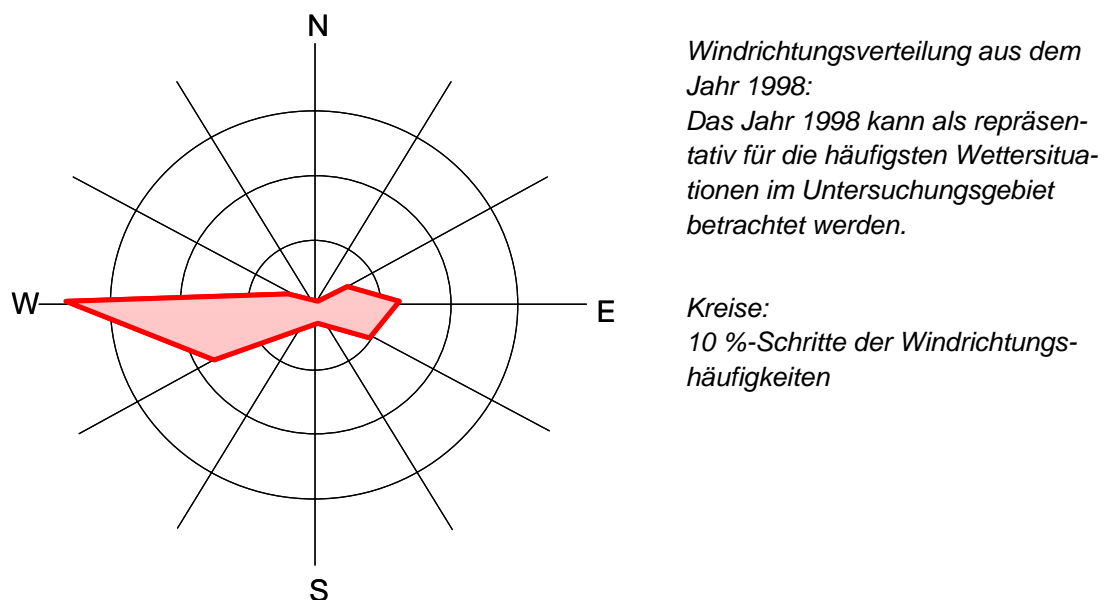 N
W
E
S
Windrichtungsverteilung aus dem
Jahr 1998:
Das Jahr 1998 kann als repräsen-
tativ für die häufigsten Wettersitua-
tionen im Untersuchungsgebiet
betrachtet werden.
Kreise:
10 %-Schritte der Windrichtungs-
häufigkeiten